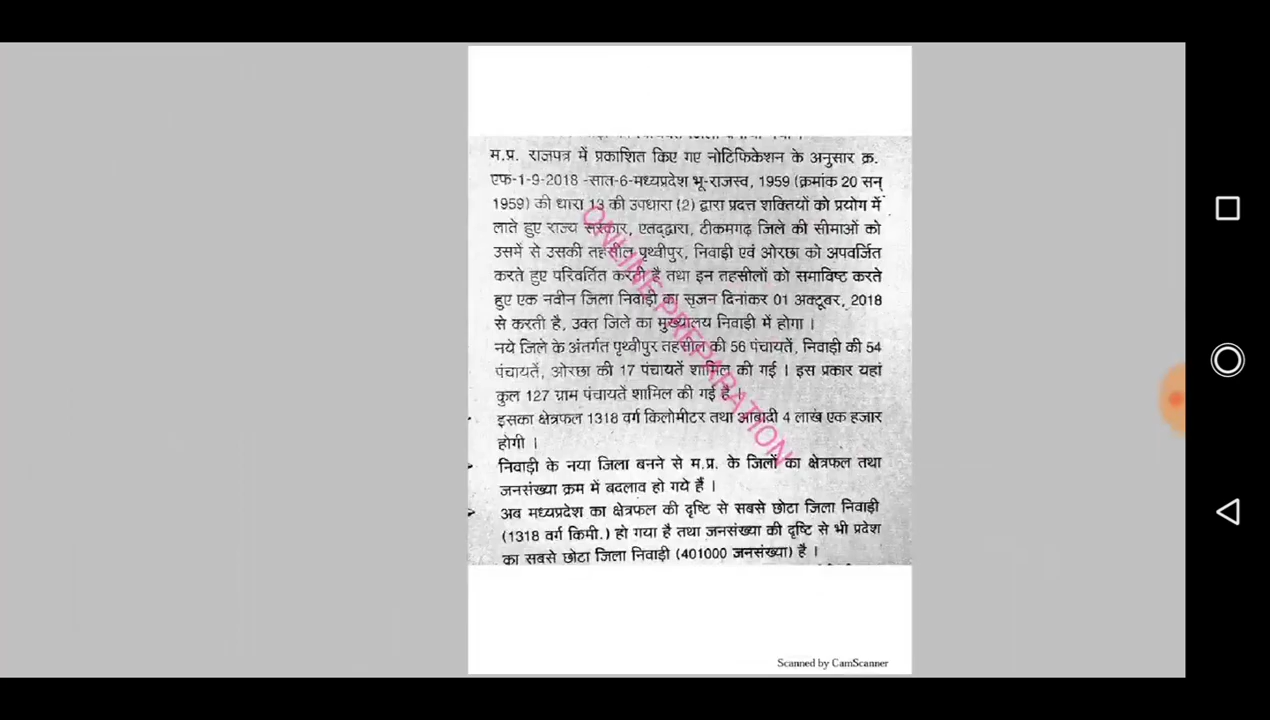 म.प्र. राजपत्र में प्रकाशित किए गए नोटिफिकेशन के अनुसार क्र.
एफ-1-9-2018 -सात-6-मध्यप्रदेश भू-राजस्व, 1959 (क्रमांक 20 सन्
1959) की धारा 13 की उपधारा (2) द्वारा प्रदत्त शक्तियों को प्रयोग में
लाते हुए राज्य सरकार, एतद्द्वारा, टीकमगढ़ जिले की सीमाओं को
उसमें से उसकी तहसील पृथ्वीपुर, निवाड़ी एवं ओरछा को अपवर्जित
करते हुए परिवर्तित करती है तथा इन तहसीलों को समाविष्ट करते
हुए एक नवीन जिला निवाड़ी का सृजन दिनांकर 01 अक्टूबर, 2018
से करती है, उक्त जिले का मुख्यालय निवाड़ी में होगा ।
नये जिले के अंतर्गत पृथ्वीपुर तहसील की 56 पंचायतें, निवाड़ी की 54
पंचायतें, ओरछा की 17 पंचायतें शामिल की गई । इस प्रकार यहां
कुल 127 ग्राम पंचायतें शामिल की गई है ।
इसका क्षेत्रफल 1318 वर्ग किलोमीटर तथा आबादी 4 लाख एक हजार
होगी ।
निवाड़ी के नया जिला बनने से म.प्र. के जिलों का क्षेत्रफल तथा
जनसंख्या क्रम में बदलाव हो गये हैं ।
अब मध्यप्रदेश का क्षेत्रफल की दृष्टि से सबसे छोटा जिला निवाड़ी
(1318 वर्ग किमी.) हो गया है तथा जनसंख्या की दृष्टि से भी प्रदेश
का सबसे छोटा जिला निवाड़ी (401000 जनसंख्या) है ।
ONLINE PREPARATION
Scanned by CamScanner